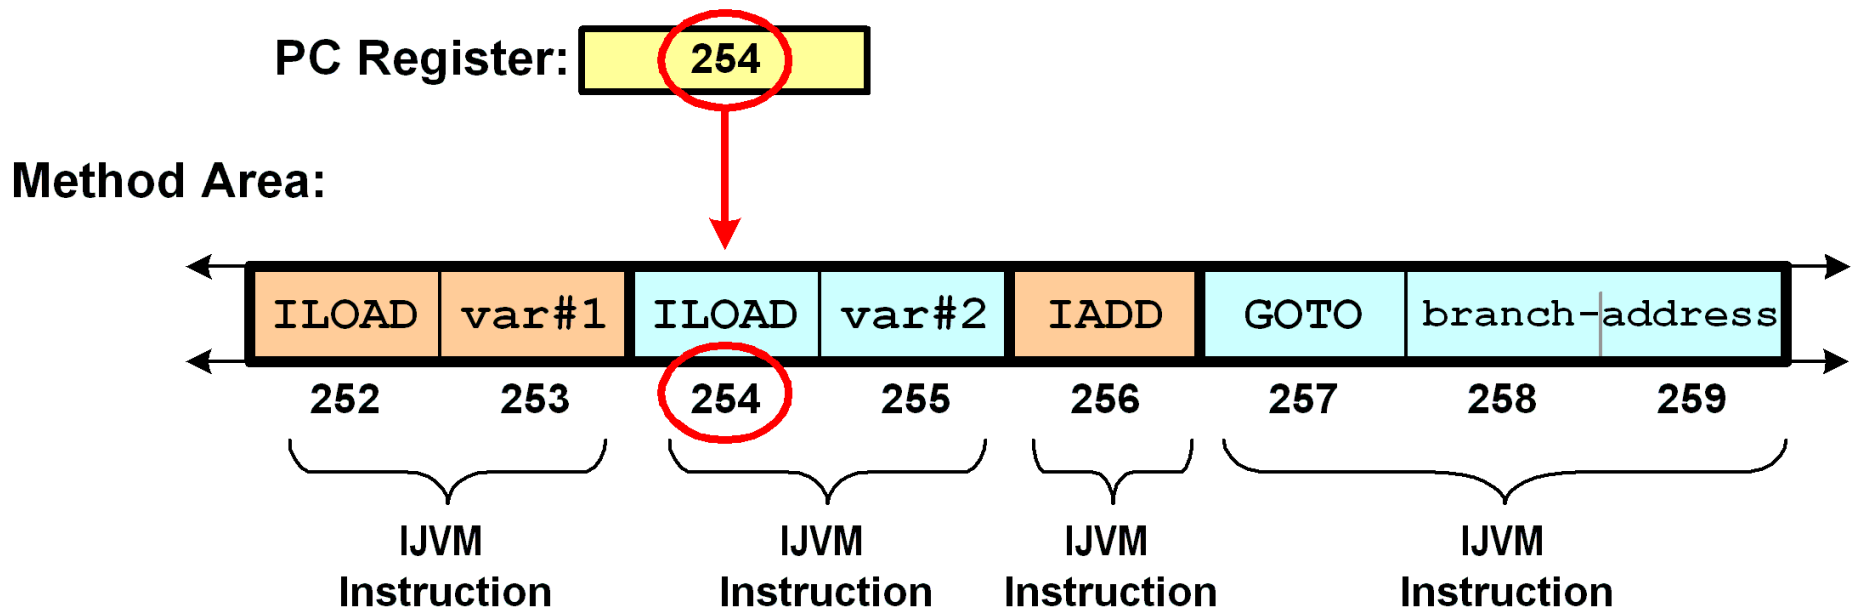 PC Register: 254
Method Area:
ILOAD var#1 ILOAD var#2 IADD GOTO branch-address
252 253 254 255 256 257 258 259
IJVM Instruction
IJVM Instruction
IJVM Instruction
IJVM Instruction